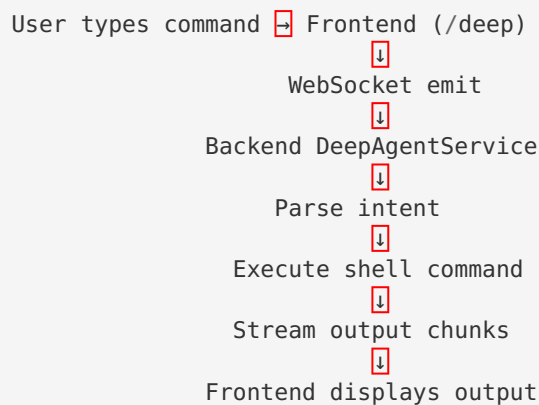 User types command → Frontend (/deep)
↓
WebSocket emit
↓
Backend DeepAgentService
↓
Parse intent
↓
Execute shell command
↓
Stream output chunks
↓
Frontend displays output